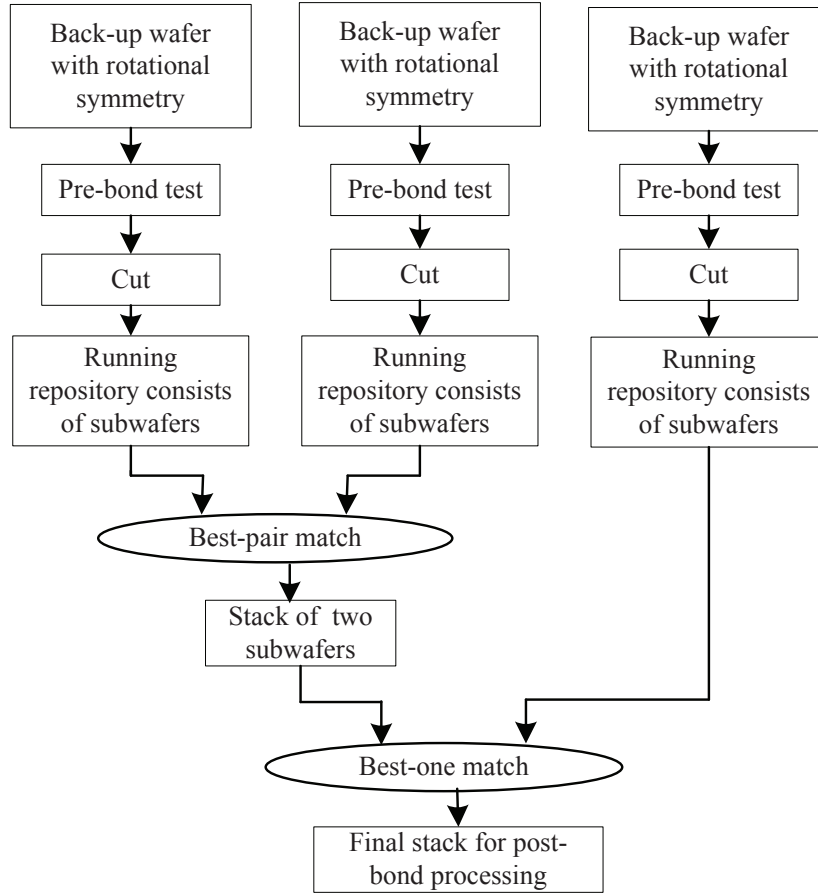 Back-up wafer
with rotational
symmetry
Back-up wafer
with rotational
symmetry
Back-up wafer
with rotational
symmetry
Pre-bond test
Pre-bond test
Pre-bond test
Cut
Cut
Cut
Running
repository consists
of subwafers
Running
repository consists
of subwafers
Running
repository consists
of subwafers
Best-pair match
Stack of two
subwafers
Best-one match
Final stack for post-
bond processing